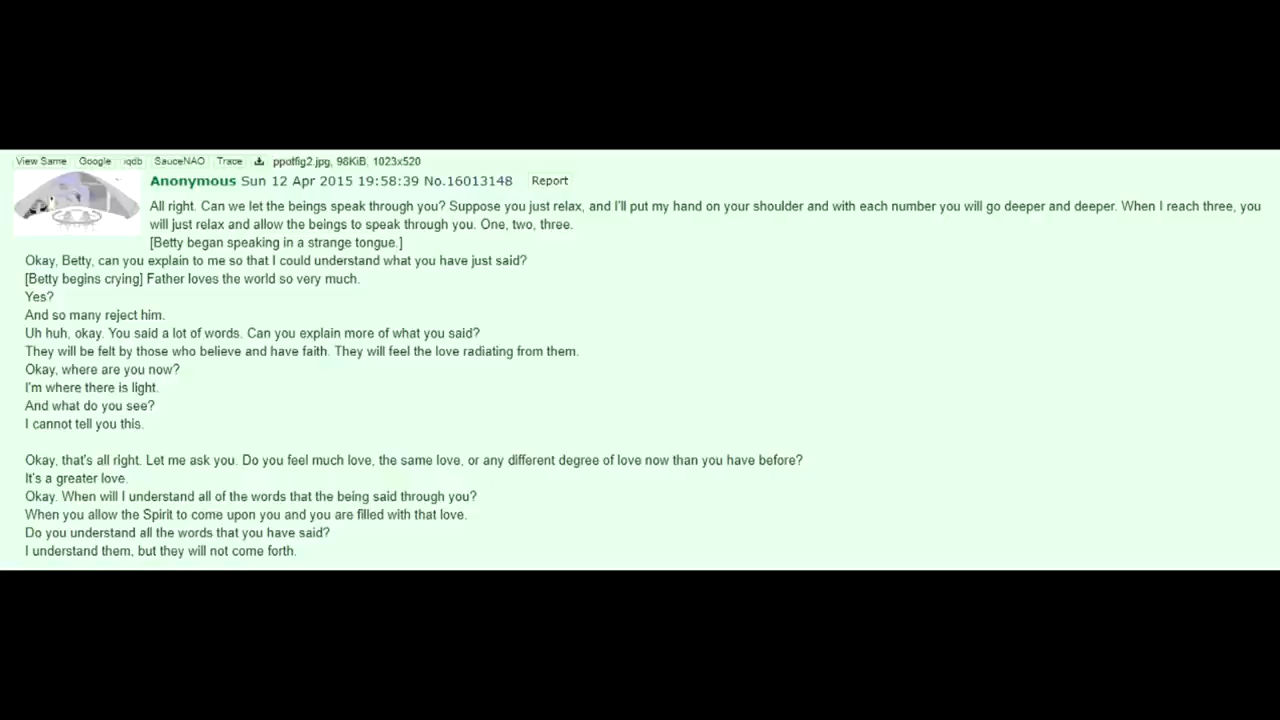 View Same Google iqdb SauceNAO Trace ppotfig2.jpg, 98KiB, 1023x520
Anonymous Sun 12 Apr 2015 19:58:39 No.16013148 Report
All right. Can we let the beings speak through you? Suppose you just relax, and I'll put my hand on your shoulder and with each number you will go deeper and deeper. When I reach three, you
will just relax and allow the beings to speak through you. One, two, three.
[Betty began speaking in a strange tongue.]
Okay, Betty, can you explain to me so that I could understand what you have just said?
[Betty begins crying] Father loves the world so very much.
Yes?
And so many reject him.
Uh huh, okay. You said a lot of words. Can you explain more of what you said?
They will be felt by those who believe and have faith. They will feel the love radiating from them.
Okay, where are you now?
I'm where there is light.
And what do you see?
I cannot tell you this.
Okay, that's all right. Let me ask you. Do you feel much love, the same love, or any different degree of love now than you have before?
It's a greater love.
Okay. When will I understand all of the words that the being said through you?
When you allow the Spirit to come upon you and you are filled with that love.
Do you understand all the words that you have said?
I understand them, but they will not come forth.